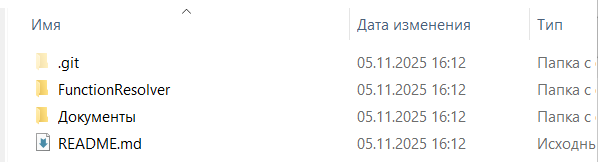 Имя Дата изменения Тип
.git 05.11.2025 16:12 Папка с
FunctionResolver 05.11.2025 16:12 Папка с
Документы 05.11.2025 16:12 Папка с
README.md 05.11.2025 16:12 Исходны